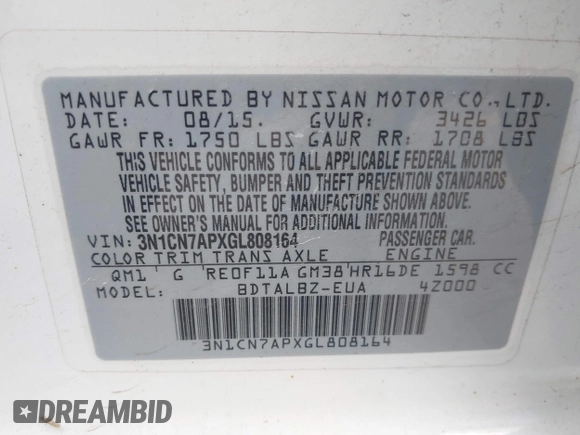 MANUFACTURED BY NISSAN MOTOR CO., LTD.
DATE: 08/15. GVWR: 3426 LBS
GAWR FR: 1750 LBS GAWR RR: 1708 LBS
THIS VEHICLE CONFORMS TO ALL APPLICABLE FEDERAL MOTOR
VEHICLE SAFETY, BUMPER AND THEFT PREVENTION STANDARDS
IN EFFECT ON THE DATE OF MANUFACTURE SHOWN ABOVE.
SEE OWNER'S MANUAL FOR ADDITIONAL INFORMATION.
VIN: 3N1CN7APXGL808164 PASSENGER CAR.
COLOR TRIM TRANS AXLE ENGINE
QM1 G RE0F11A GM38 HR16DE 1598 CC
MODEL: BDTALBZ-EUA 4Z000
3N1CN7APXGL808164
DREAMBID